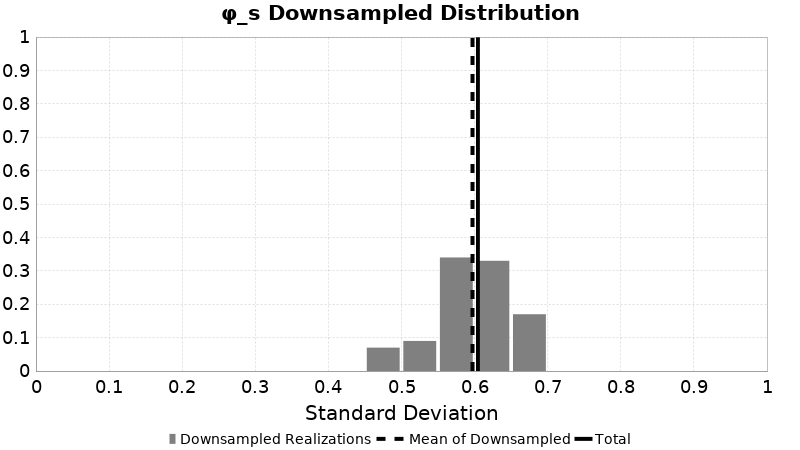 φ_s Downsampled Distribution
1
0.9
0.8
0.7
0.6
0.5
0.4
0.3
0.2
0.1
0
0 0.1 0.2 0.3 0.4 0.5 0.6 0.7 0.8 0.9 1
Standard Deviation
Downsampled Realizations Mean of Downsampled Total